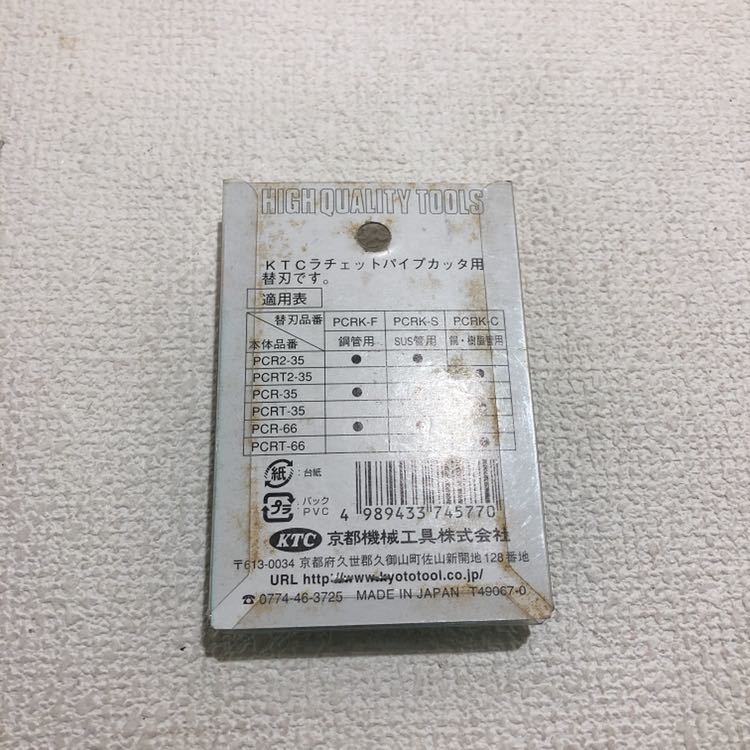 HIGH QUALITY TOOLS
KTCラチェットパイプカッタ用
替刃です。
適用表
替刃品番 PCRK-F PCRK-S PCRK-C
本体品番 鋼管用 SUS管用 銅・樹脂管用
PCR2-35 ● ●
PCRT2-35 ●
PCR-35 ● ●
PCRT-35 ●
PCR-66 ● ●
PCRT-66 ●
紙 :台紙
プラ :パック
PVC
4 989433 745770
KTC 京都機械工具株式会社
〒613-0034 京都府久世郡久御山町佐山新開地128番地
URL http://www.kyototool.co.jp/
☎0774-46-3725 MADE IN JAPAN T49067-0